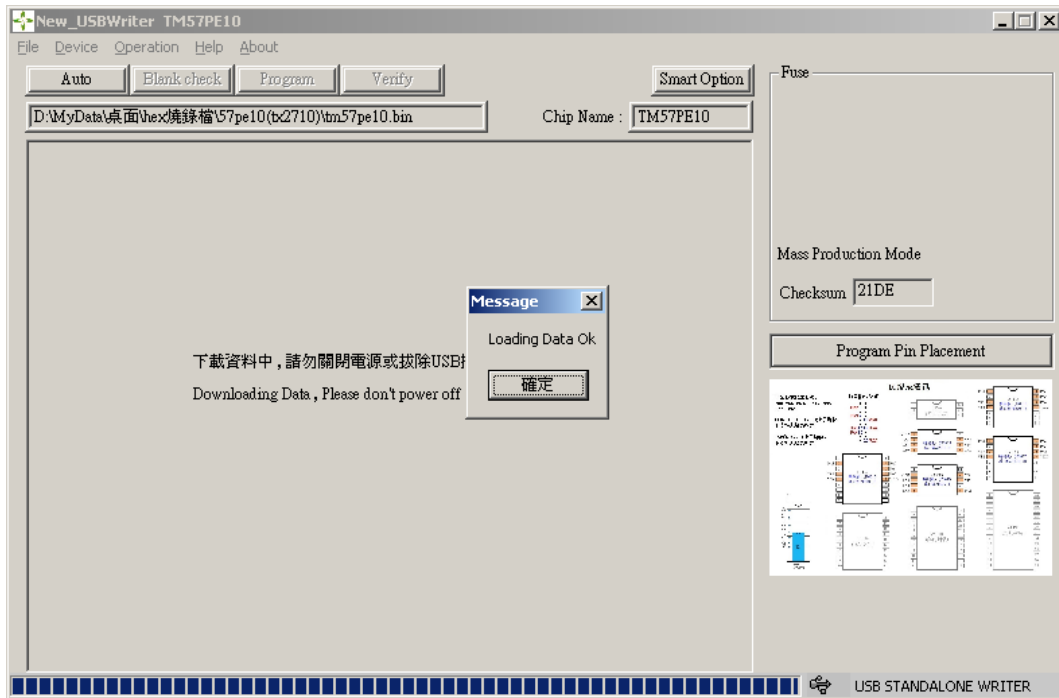 New_USBWriter TM57PE10
File Device Operation Help About
Auto Blank check Program Verify Smart Option
D:\MyData\桌面\hex燒錄檔\57pe10(tx2710)\tm57pe10.bin Chip Name : TM57PE10
Fuse
Mass Production Mode
Checksum 21DE
Program Pin Placement
Message
Loading Data Ok
確定
下載資料中 , 請勿關閉電源或拔除USB
Downloading Data , Please don't power off
USB STANDALONE WRITER